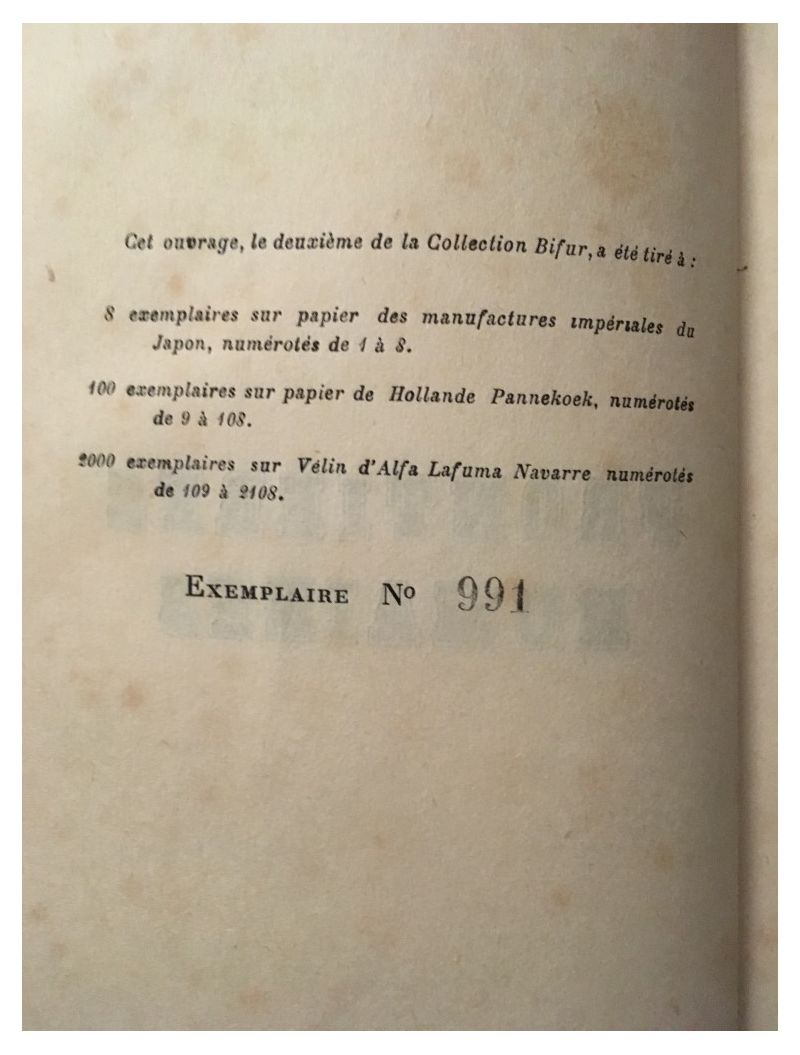 Cet ouvrage, le deuxième de la Collection Bifur, a été tiré à :
8 exemplaires sur papier des manufactures impériales du
Japon, numérotés de 1 à 8.
100 exemplaires sur papier de Hollande Pannekoek, numérotés
de 9 à 108.
2000 exemplaires sur Vélin d'Alfa Lafuma Navarre numérotés
de 109 à 2108.
EXEMPLAIRE Nº 991